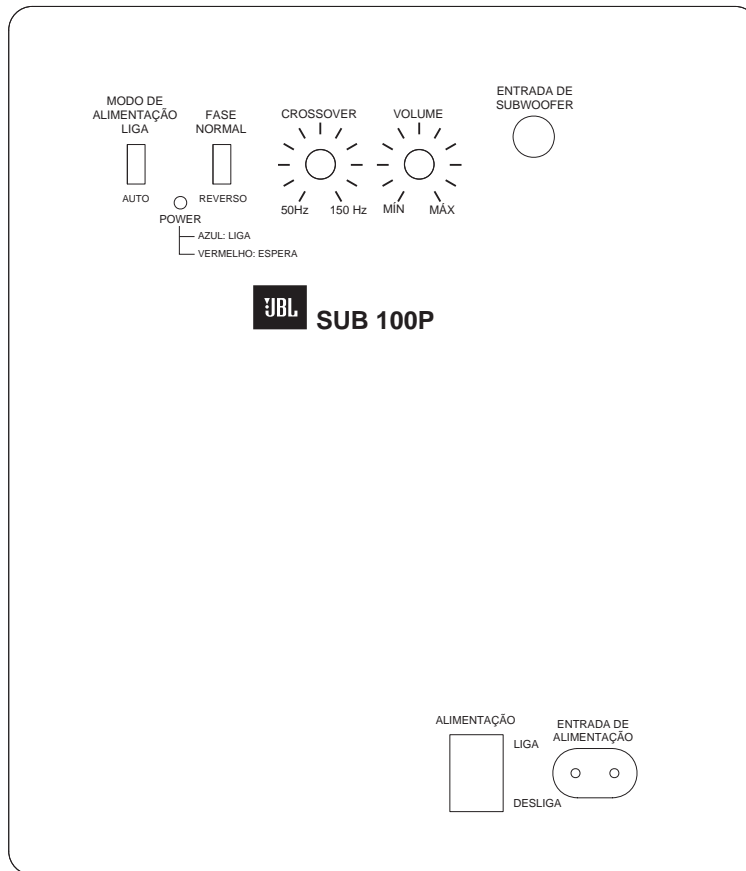 MODO DE
ALIMENTAÇÃO
LIGA
AUTO
FASE
NORMAL
REVERSO
CROSSOVER
50Hz 150 Hz
VOLUME
MÍN MÁX
ENTRADA DE
SUBWOOFER
POWER
AZUL: LIGA
VERMELHO: ESPERA
JBL SUB 100P
ALIMENTAÇÃO
LIGA
DESLIGA
ENTRADA DE
ALIMENTAÇÃO